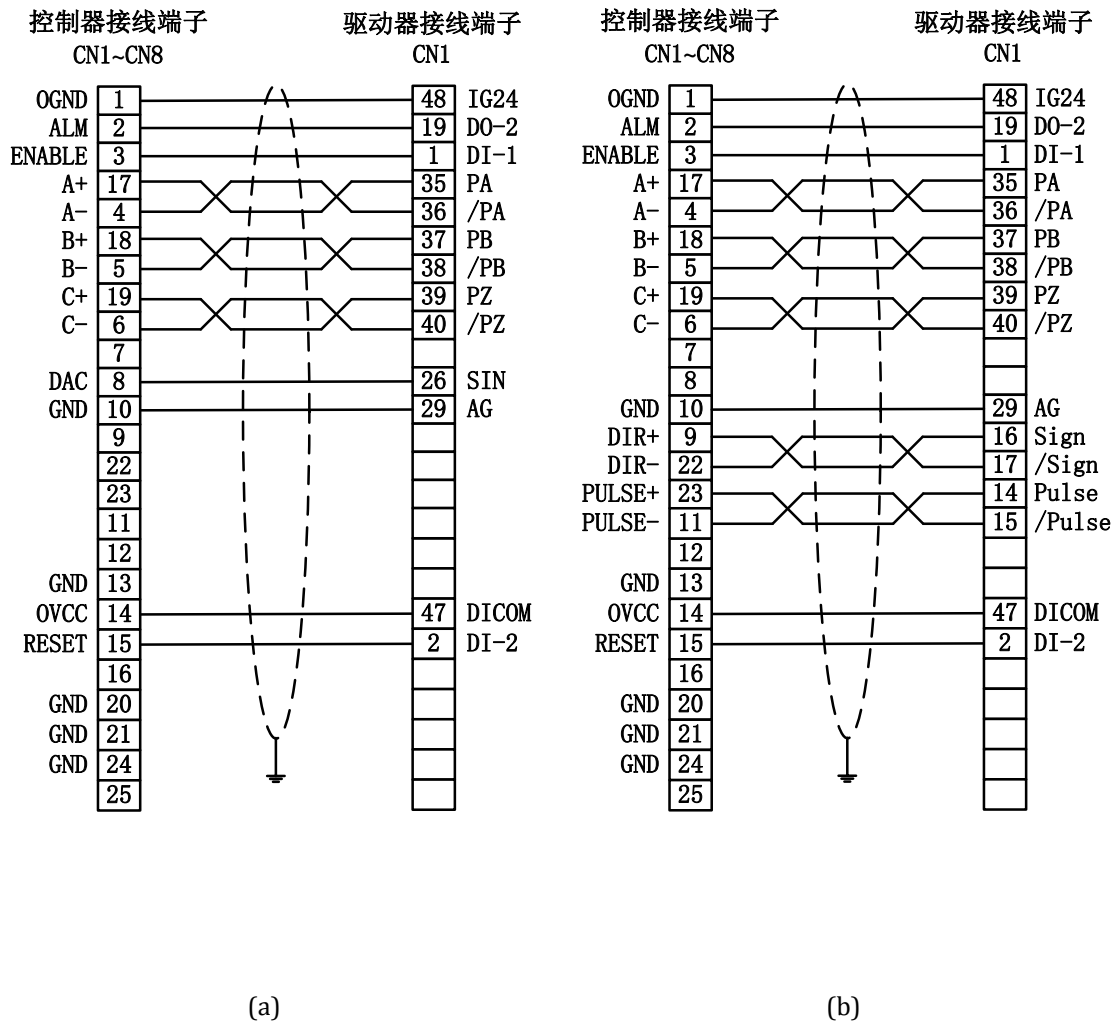 控制器接线端子 驱动器接线端子
CN1~CN8 CN1
OGND 1 48 IG24
ALM 2 19 DO-2
ENABLE 3 1 DI-1
A+ 17 35 PA
A- 4 36 /PA
B+ 18 37 PB
B- 5 38 /PB
C+ 19 39 PZ
C- 6 40 /PZ
7
DAC 8 26 SIN
GND 10 29 AG
9
22
23
11
12
GND 13
OVCC 14 47 DICOM
RESET 15 2 DI-2
16
GND 20
GND 21
GND 24
25
(a)
控制器接线端子 驱动器接线端子
CN1~CN8 CN1
OGND 1 48 IG24
ALM 2 19 DO-2
ENABLE 3 1 DI-1
A+ 17 35 PA
A- 4 36 /PA
B+ 18 37 PB
B- 5 38 /PB
C+ 19 39 PZ
C- 6 40 /PZ
7
8
GND 10 29 AG
DIR+ 9 16 Sign
DIR- 22 17 /Sign
PULSE+ 23 14 Pulse
PULSE- 11 15 /Pulse
12
GND 13
OVCC 14 47 DICOM
RESET 15 2 DI-2
16
GND 20
GND 21
GND 24
25
(b)